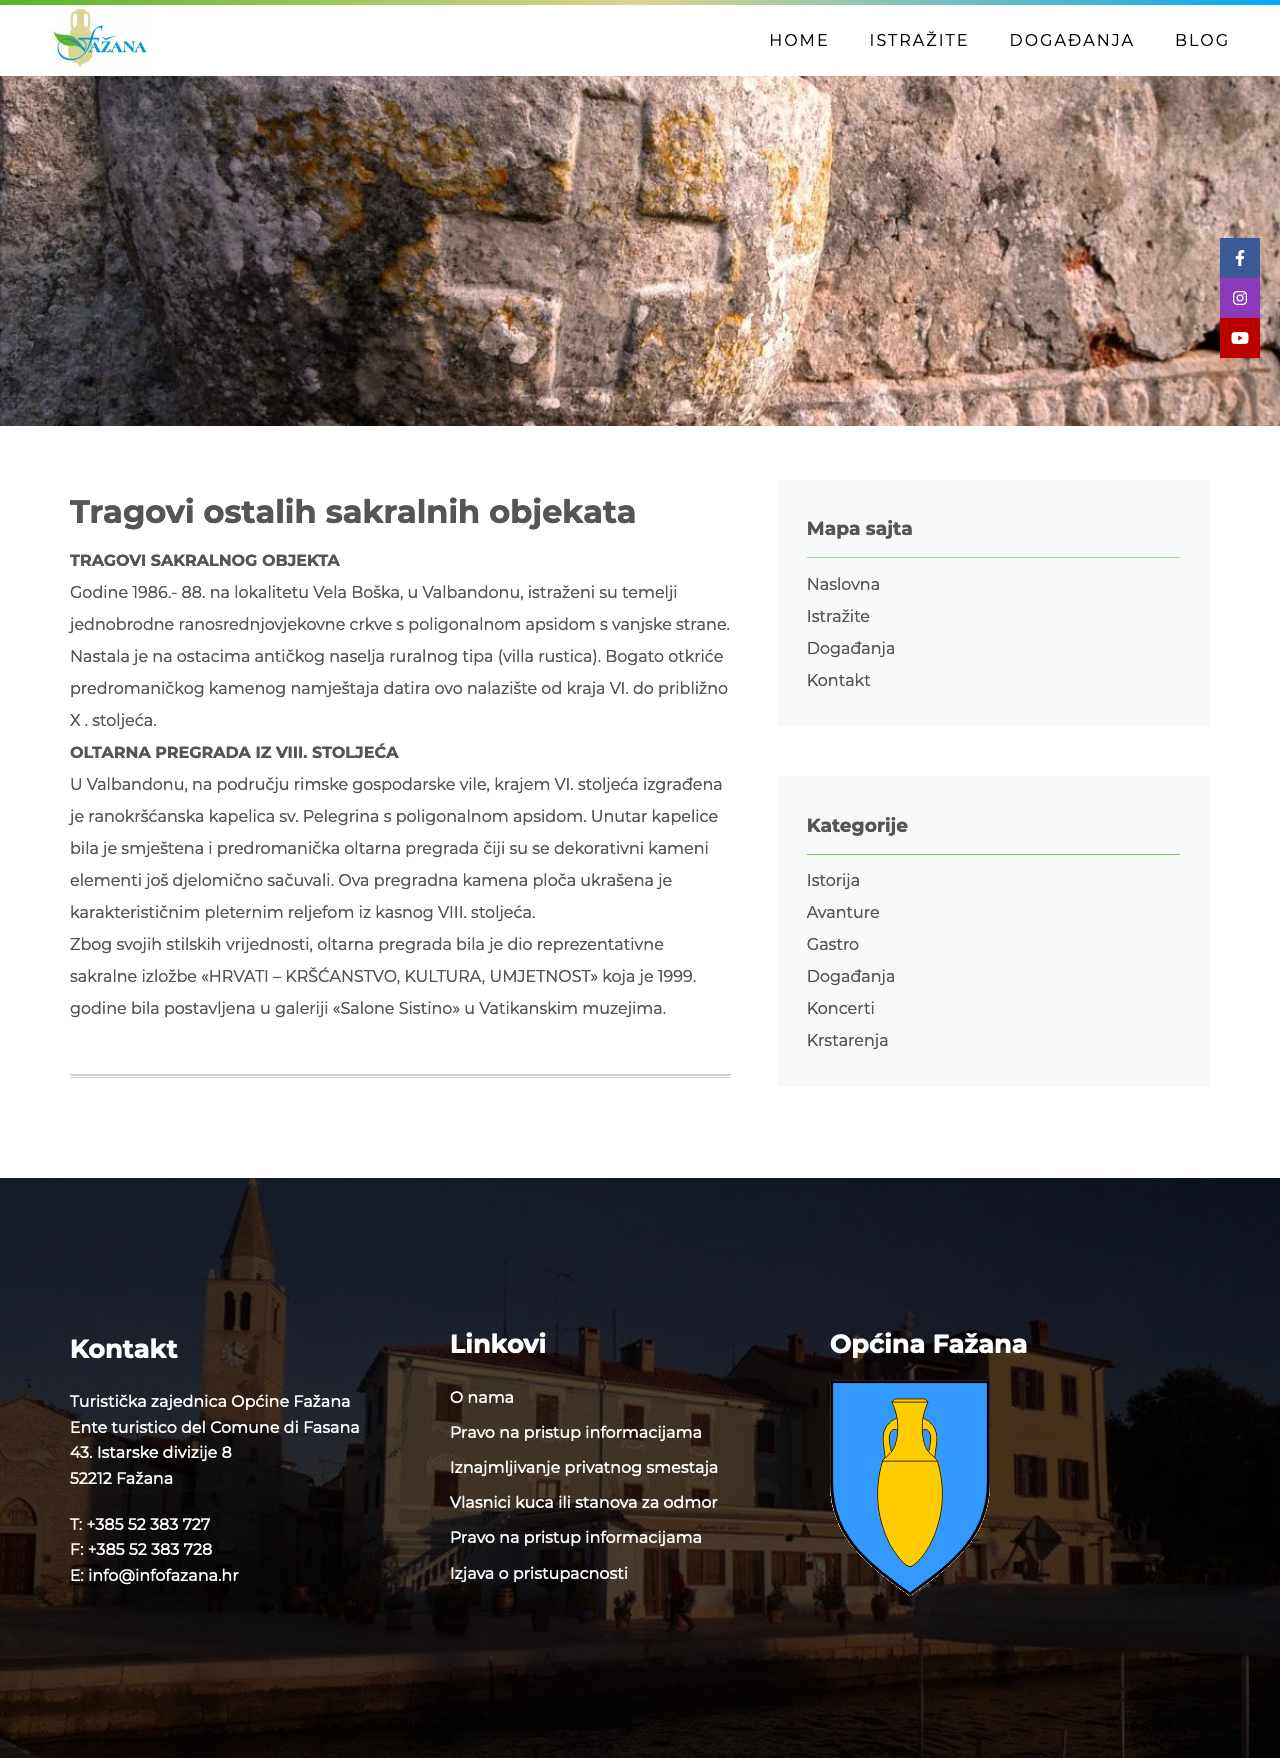 FAŽANA
HOME
ISTRAŽITE
DOGAĐANJA
BLOG
Tragovi ostalih sakralnih objekata
TRAGOVI SAKRALNOG OBJEKTA
Godine 1986.- 88. na lokalitetu Vela Boška, u Valbandonu, istraženi su temelji
jednobrodne ranosrednjovjekovne crkve s poligonalnom apsidom s vanjske strane.
Nastala je na ostacima antičkog naselja ruralnog tipa (villa rustica). Bogato otkriće
predromaničkog kamenog namještaja datira ovo nalazište od kraja VI. do približno
X . stoljeća.
OLTARNA PREGRADA IZ VIII. STOLJEĆA
U Valbandonu, na području rimske gospodarske vile, krajem VI. stoljeća izgrađena
je ranokršćanska kapelica sv. Pelegrina s poligonalnom apsidom. Unutar kapelice
bila je smještena i predromanička oltarna pregrada čiji su se dekorativni kameni
elementi još djelomično sačuvali. Ova pregradna kamena ploča ukrašena je
karakterističnim pleternim reljefom iz kasnog VIII. stoljeća.
Zbog svojih stilskih vrijednosti, oltarna pregrada bila je dio reprezentativne
sakralne izložbe «HRVATI – KRŠĆANSTVO, KULTURA, UMJETNOST» koja je 1999.
godine bila postavljena u galeriji «Salone Sistino» u Vatikanskim muzejima.
Mapa sajta
Naslovna
Istražite
Događanja
Kontakt
Kategorije
Istorija
Avanture
Gastro
Događanja
Koncerti
Krstarenja
Kontakt
Turistička zajednica Općine Fažana
Ente turistico del Comune di Fasana
43. Istarske divizije 8
52212 Fažana
T: +385 52 383 727
F: +385 52 383 728
E: info@infofazana.hr
Linkovi
O nama
Pravo na pristup informacijama
Iznajmljivanje privatnog smestaja
Vlasnici kuca ili stanova za odmor
Pravo na pristup informacijama
Izjava o pristupacnosti
Općina Fažana